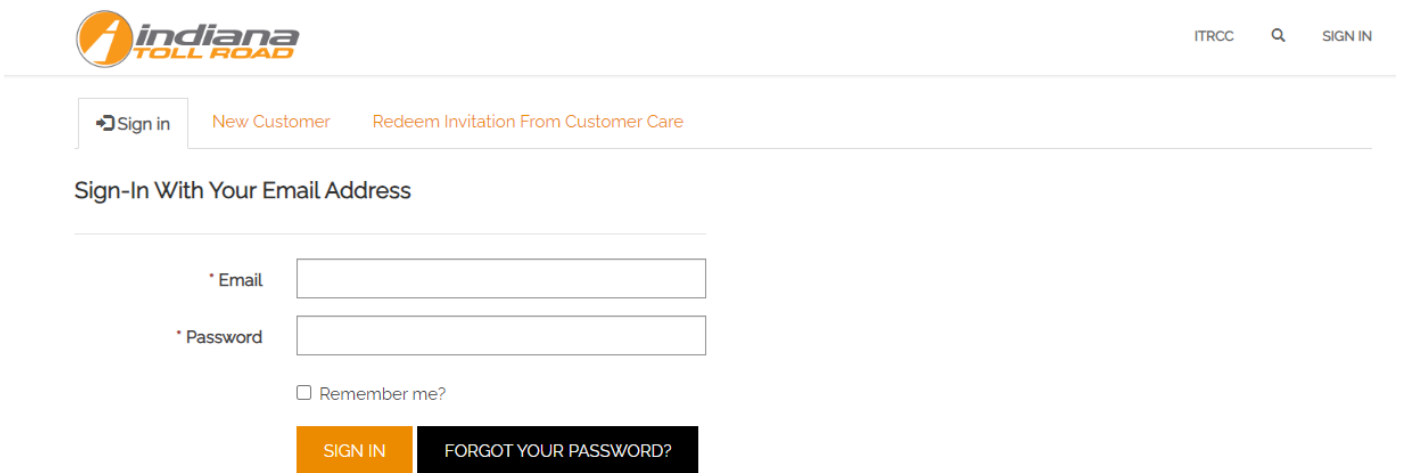 indiana
TOLL ROAD
ITRCC
SIGN IN
Sign in
New Customer
Redeem Invitation From Customer Care
Sign-In With Your Email Address
* Email
* Password
Remember me?
SIGN IN
FORGOT YOUR PASSWORD?